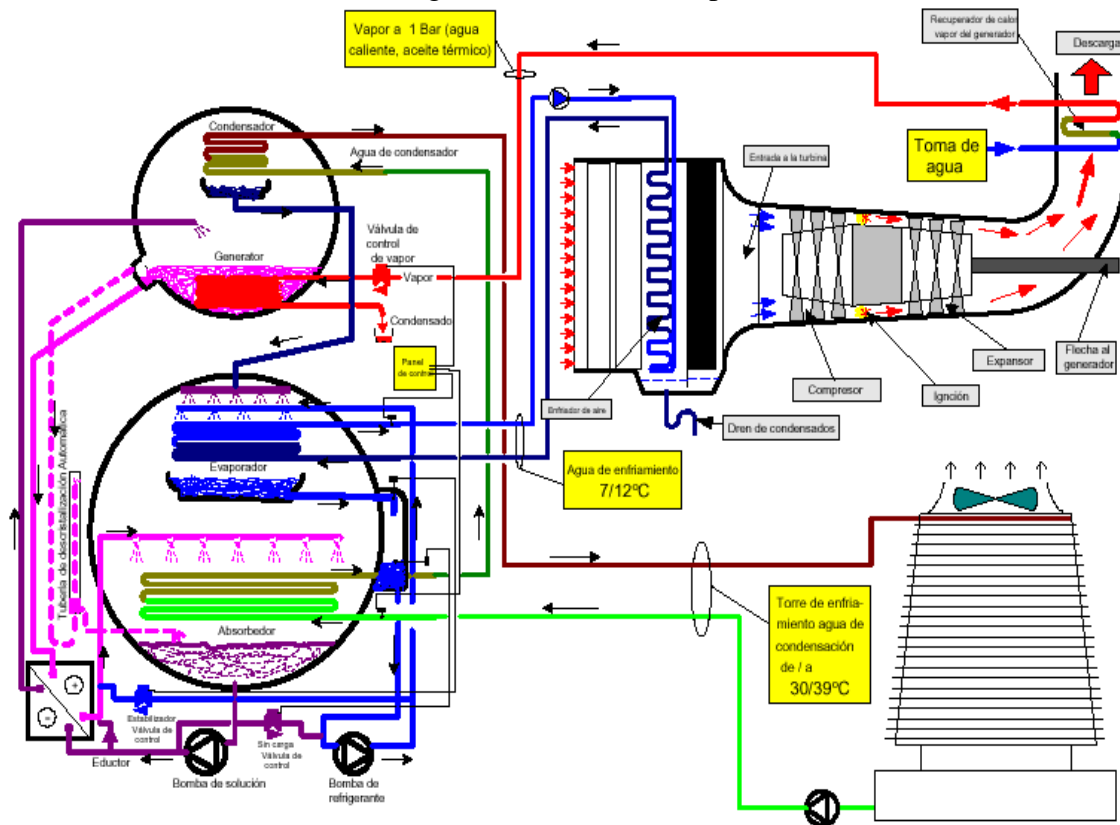 Vapor a 1 Bar (agua
caliente, aceite térmico)
Recuperador de calor
vapor del generador
Descarga
Toma de
agua
Condensador
Agua de condensador
Entrada a la turbina
Válvula de
control
de vapor
Generator
Vapor
Condensado
Panel
de control
Enfriador de aire
Compresor
Ignción
Expansor
Flecha al
generador
Dren de condensados
Evaporador
Agua de enfriamiento
7/12ºC
Tubería de descristalización Automática
Absorbedor
Torre de enfria-
miento agua de
condensación
de / a
30/39ºC
+
-
Estabilizador
Válvula de
control
Sin carga
Válvula de
control
Eductor
Bomba de solución
Bomba de
refrigerante